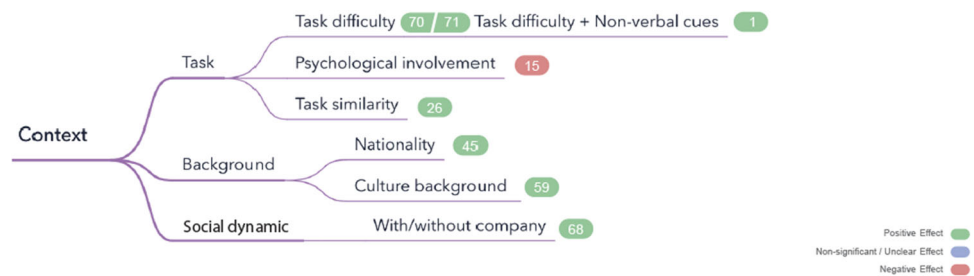 Task difficulty 70 / 71 Task difficulty + Non-verbal cues 1
Task
Psychological involvement 15
Task similarity 26
Context
Nationality 45
Background
Culture background 59
Social dynamic
With/without company 68
Positive Effect
Non-significant / Unclear Effect
Negative Effect